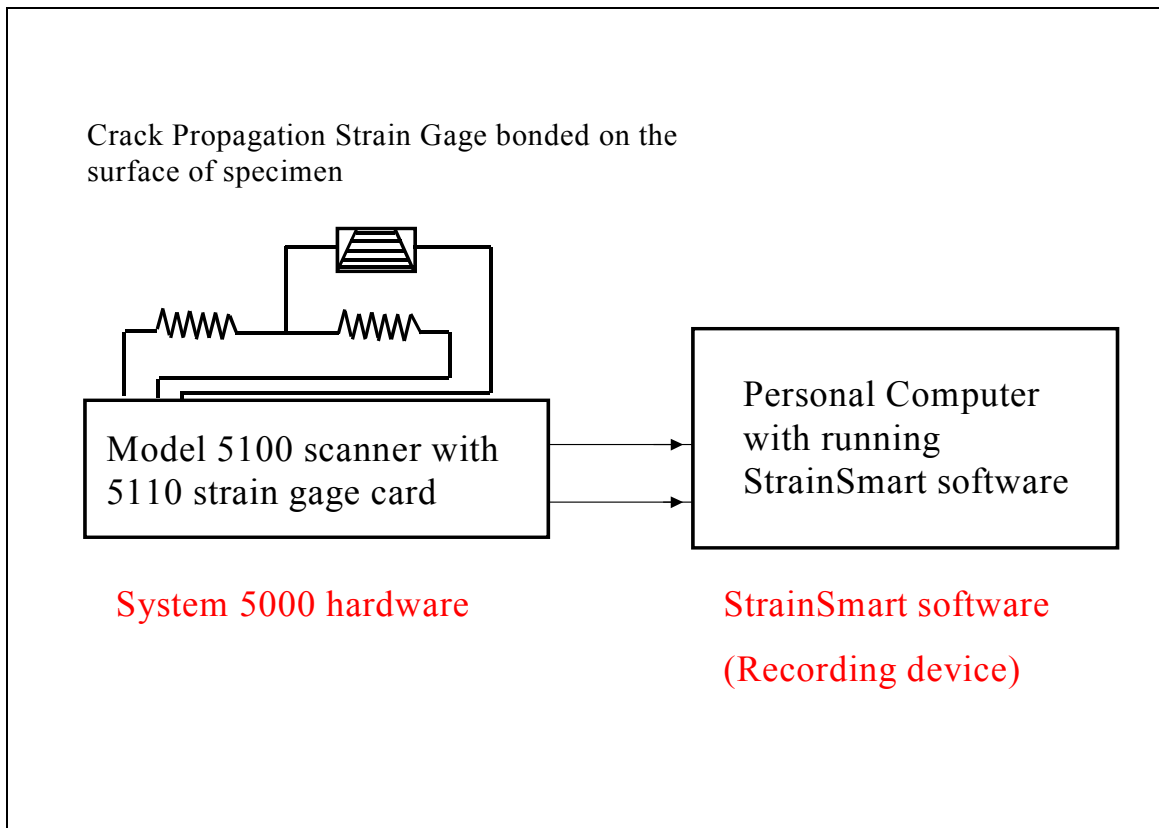 Crack Propagation Strain Gage bonded on the
surface of specimen
Model 5100 scanner with
5110 strain gage card
Personal Computer
with running
StrainSmart software
System 5000 hardware
StrainSmart software
(Recording device)